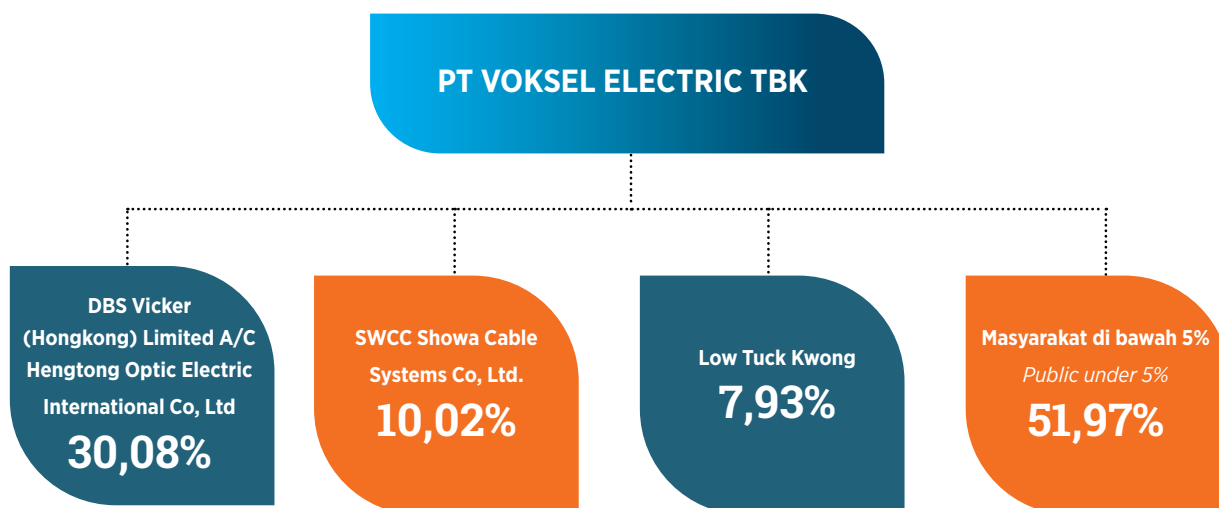 PT VOKSEL ELECTRIC TBK
DBS Vicker
(Hongkong) Limited A/C
Hengtong Optic Electric
International Co, Ltd
30,08%
SWCC Showa Cable
Systems Co, Ltd.
10,02%
Low Tuck Kwong
7,93%
Masyarakat di bawah 5%
Public under 5%
51,97%